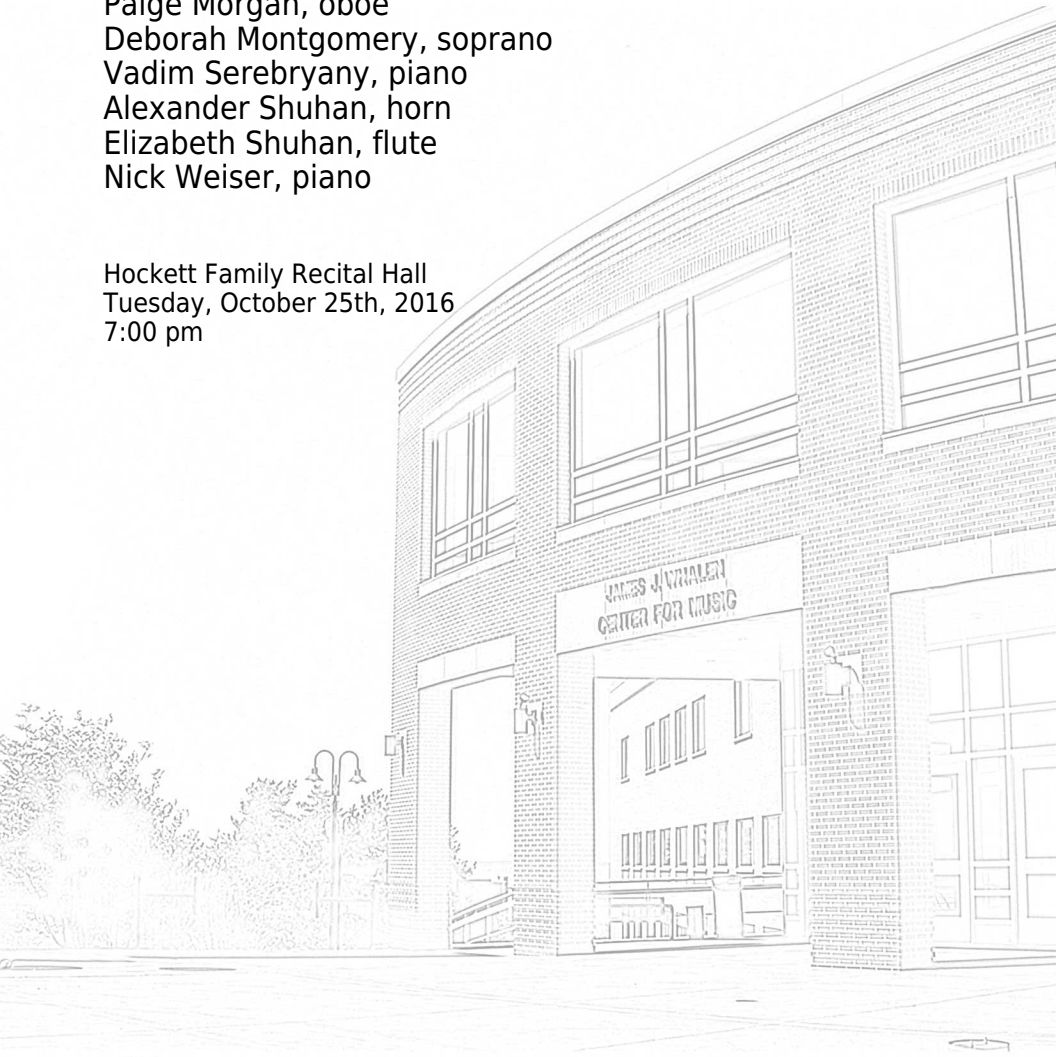 Paige Morgan, oboe
Deborah Montgomery, soprano
Vadim Serebryany, piano
Alexander Shuhan, horn
Elizabeth Shuhan, flute
Nick Weiser, piano
Hockett Family Recital Hall
Tuesday, October 25th, 2016
7:00 pm
JAMES J. WHALEN
CENTER FOR MUSIC